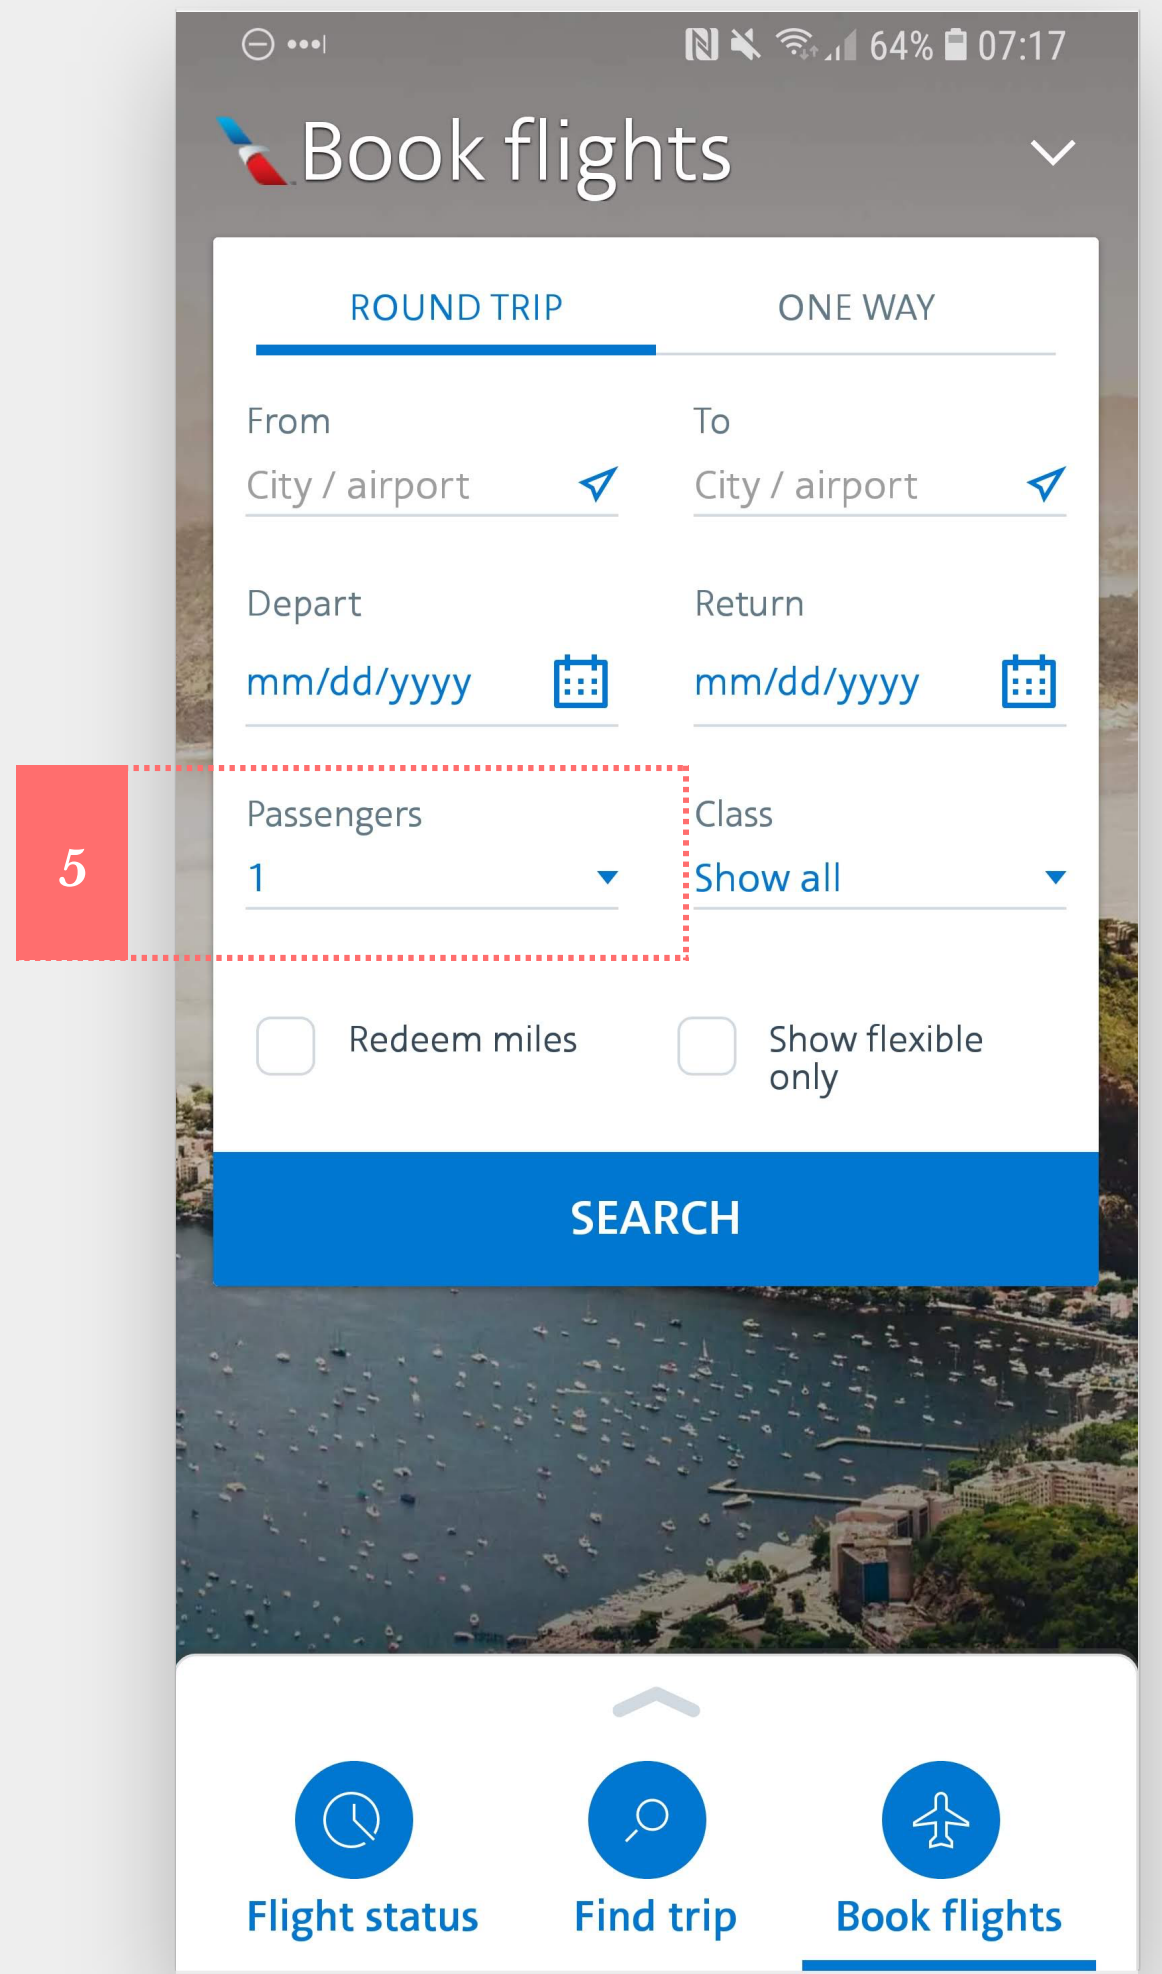 64% 07:17
Book flights
ROUND TRIP ONE WAY
From To
City / airport City / airport
Depart Return
mm/dd/yyyy mm/dd/yyyy
5
Passengers Class
1 Show all
Redeem miles Show flexible
only
SEARCH
Flight status Find trip Book flights